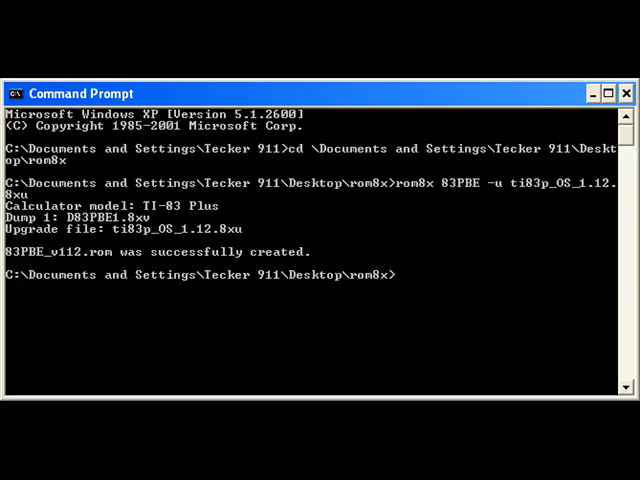 Command Prompt
Microsoft Windows XP [Version 5.1.2600]
(C) Copyright 1985-2001 Microsoft Corp.
C:\Documents and Settings\Tecker 911>cd \Documents and Settings\Tecker 911\Deskt
op\rom8x
C:\Documents and Settings\Tecker 911\Desktop\rom8x>rom8x 83PBE -u ti83p_OS_1.12.
8xu
Calculator model: TI-83 Plus
Dump 1: D83PBE1.8xv
Upgrade file: ti83p_OS_1.12.8xu
83PBE_v112.rom was successfully created.
C:\Documents and Settings\Tecker 911\Desktop\rom8x>